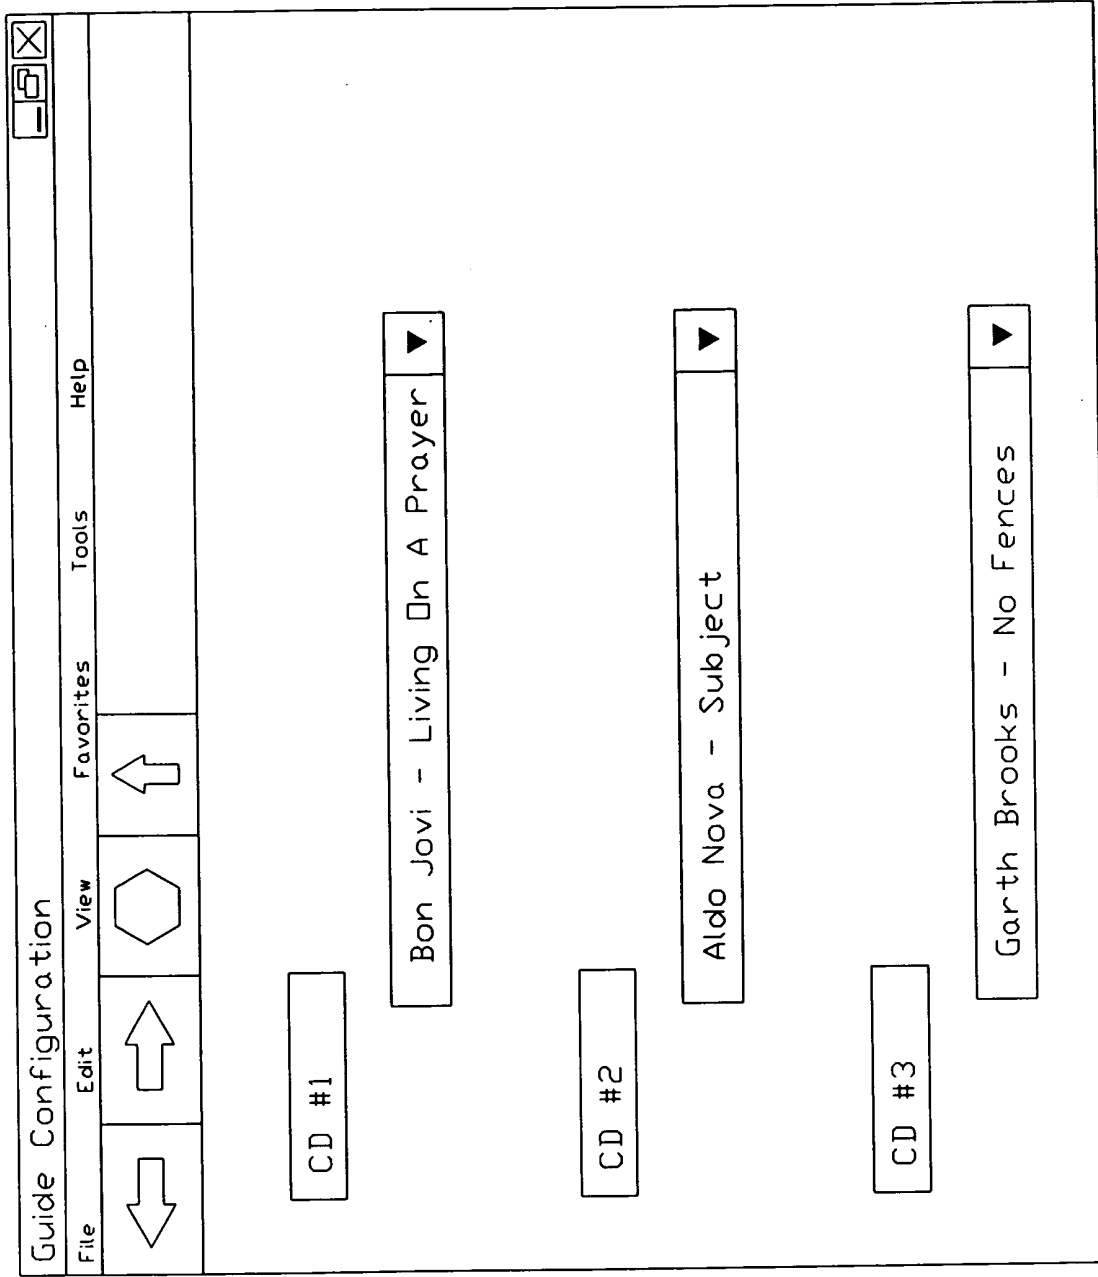 Guide Configuration
File Edit View Favorites Tools Help
CD #1
Bon Jovi - Living On A Prayer
CD #2
Aldo Nova - Subject
CD #3
Garth Brooks - No Fences